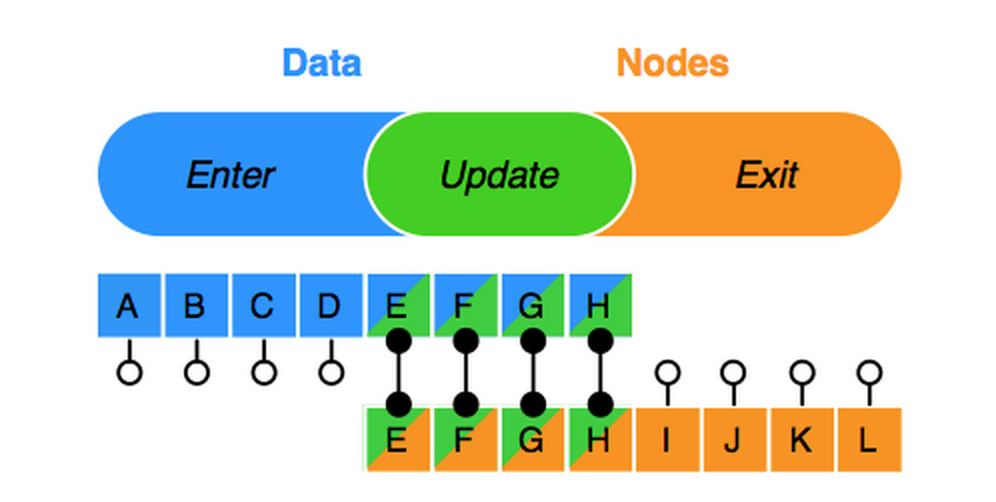 Data Nodes
Enter Update Exit
A B C D E F G H
E F G H I J K L